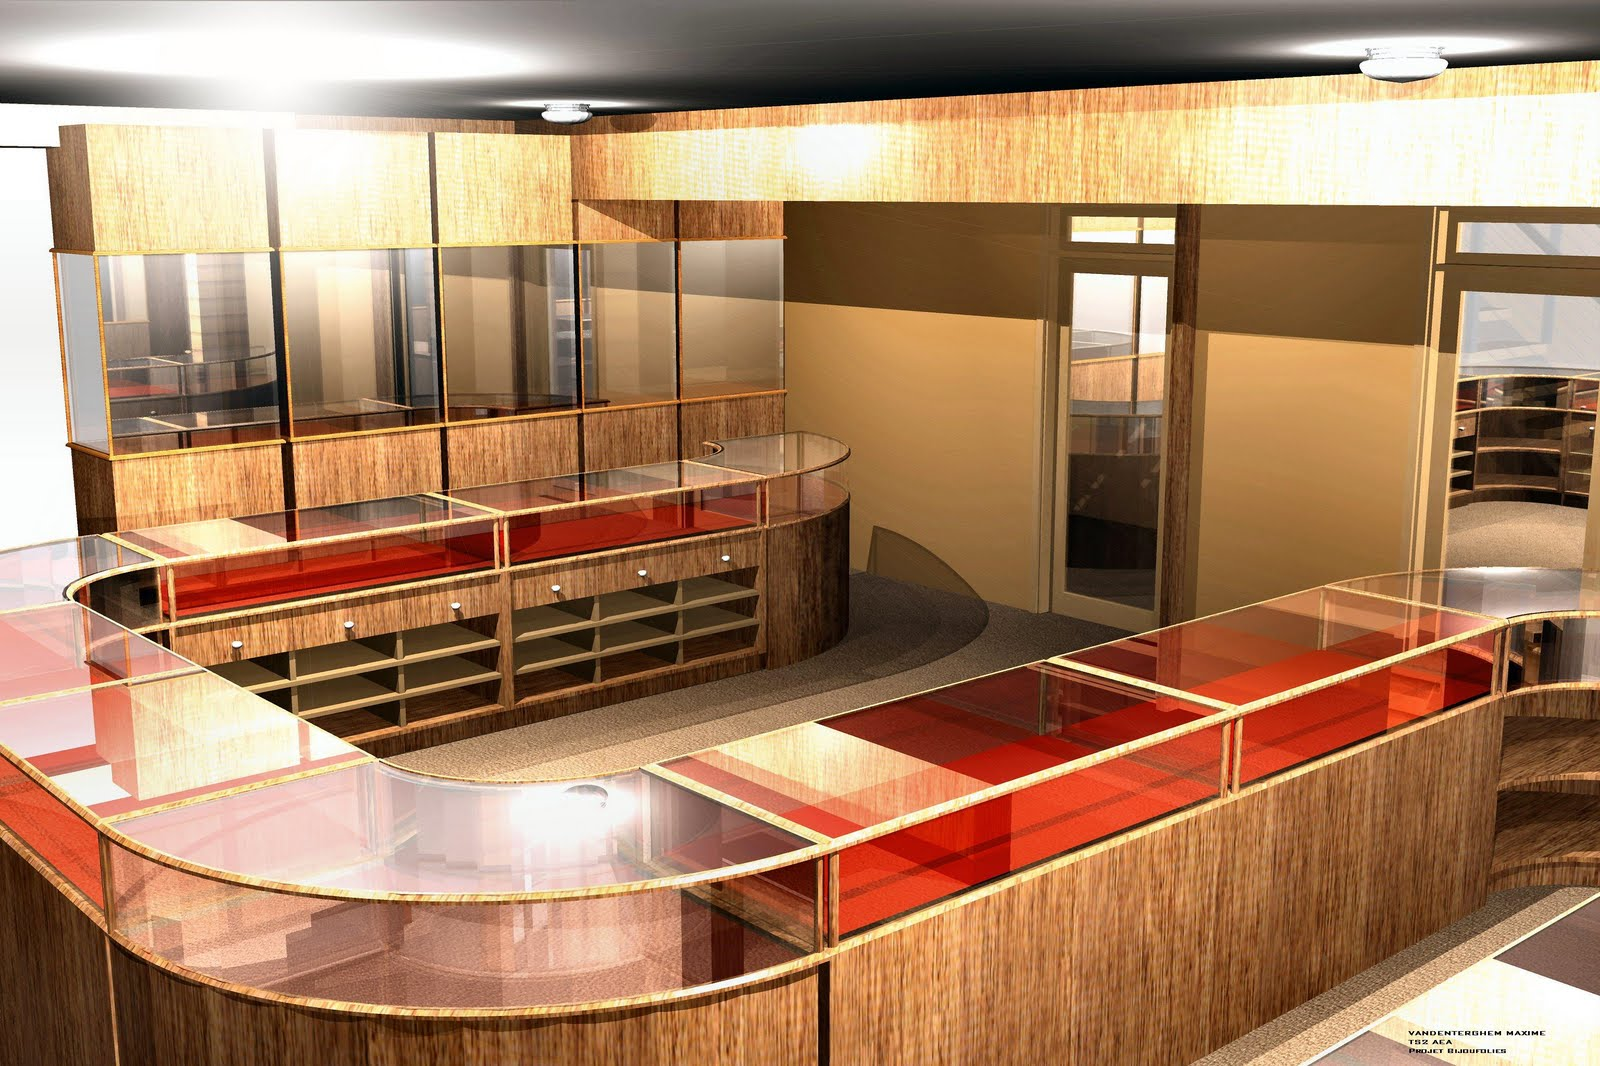 VANDENTERGHEM MAXIME
TS2 AEA
PROJET BIJOUFOLIES